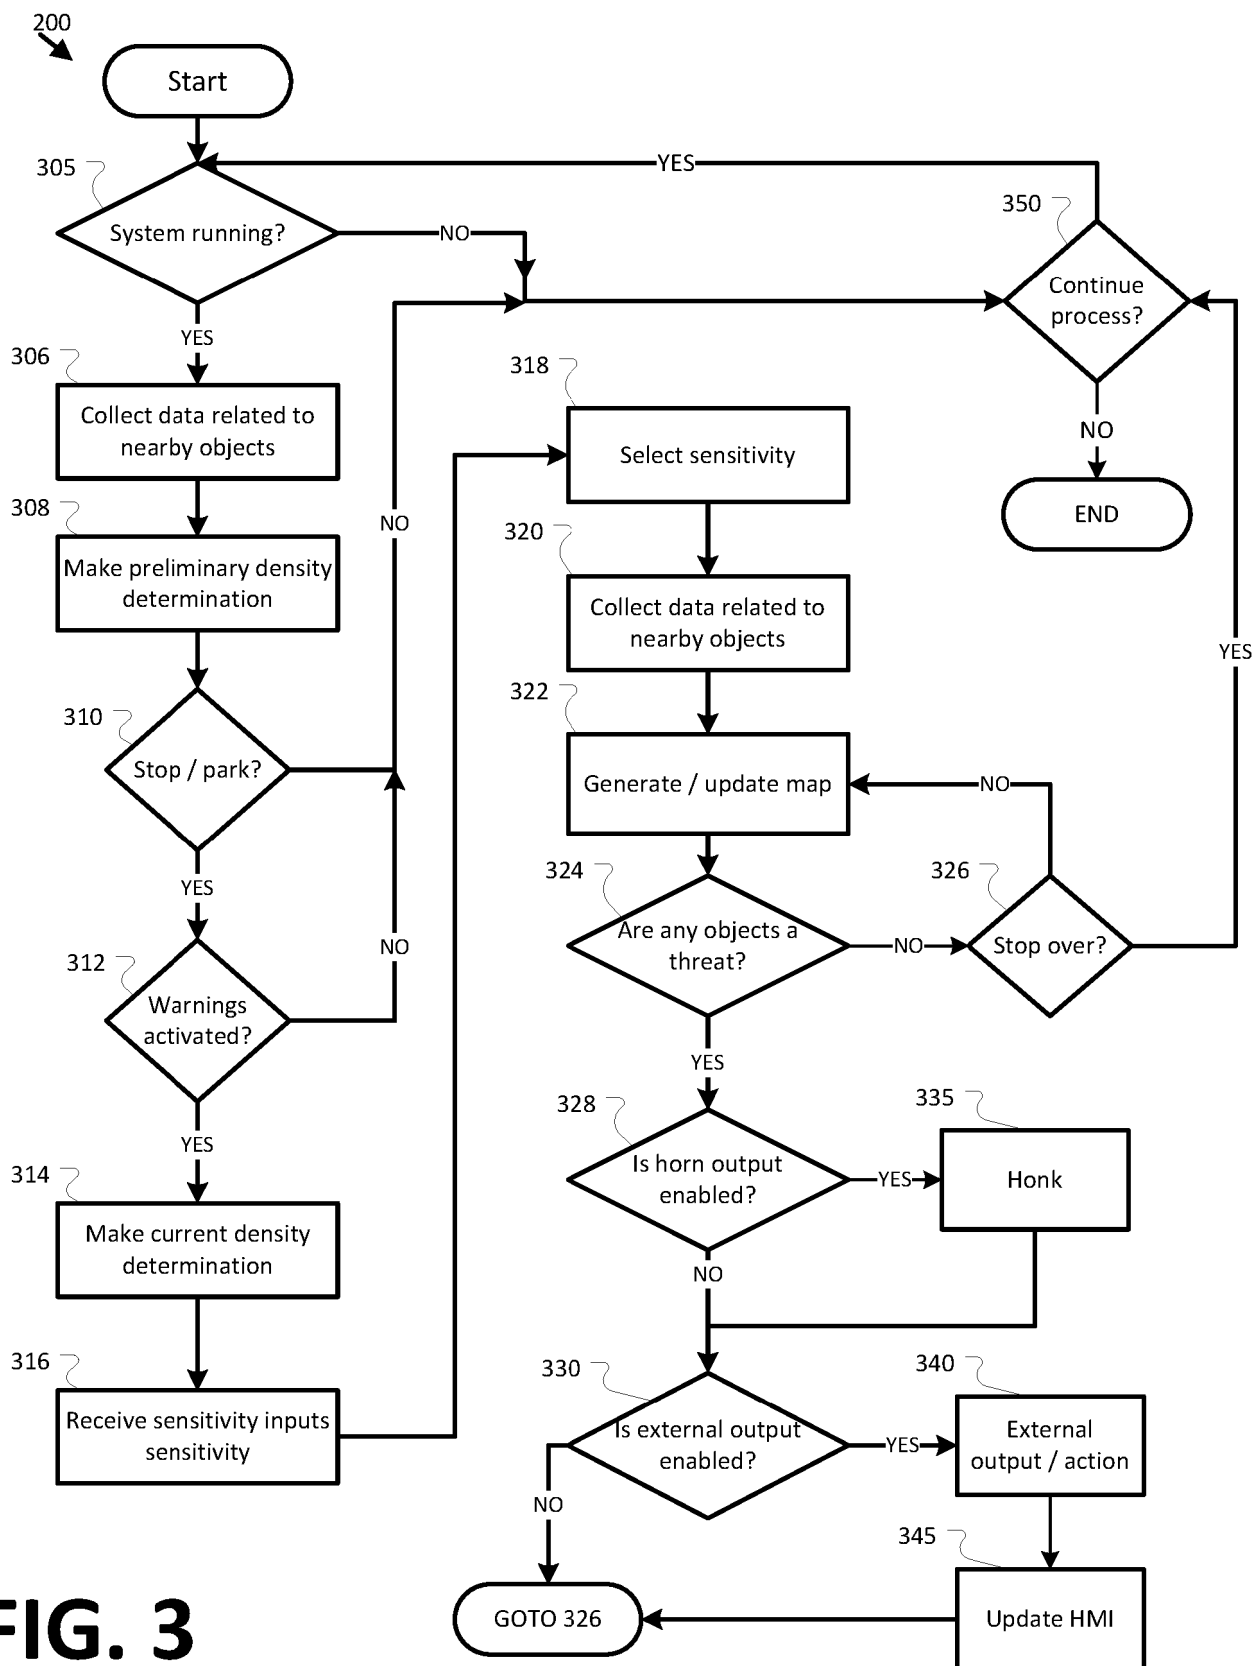 200
Start
305
System running?
YES
NO
YES
350
Continue
process?
NO
END
306
Collect data related to
nearby objects
308
Make preliminary density
determination
310
Stop / park?
NO
YES
312
Warnings
activated?
NO
YES
314
Make current density
determination
316
Receive sensitivity inputs
sensitivity
318
Select sensitivity
320
Collect data related to
nearby objects
322
Generate / update map
NO
YES
324
Are any objects a
threat?
NO
326
Stop over?
YES
328
Is horn output
enabled?
YES
335
Honk
NO
330
Is external output
enabled?
YES
340
External
output / action
NO
345
Update HMI
GOTO 326
FIG. 3